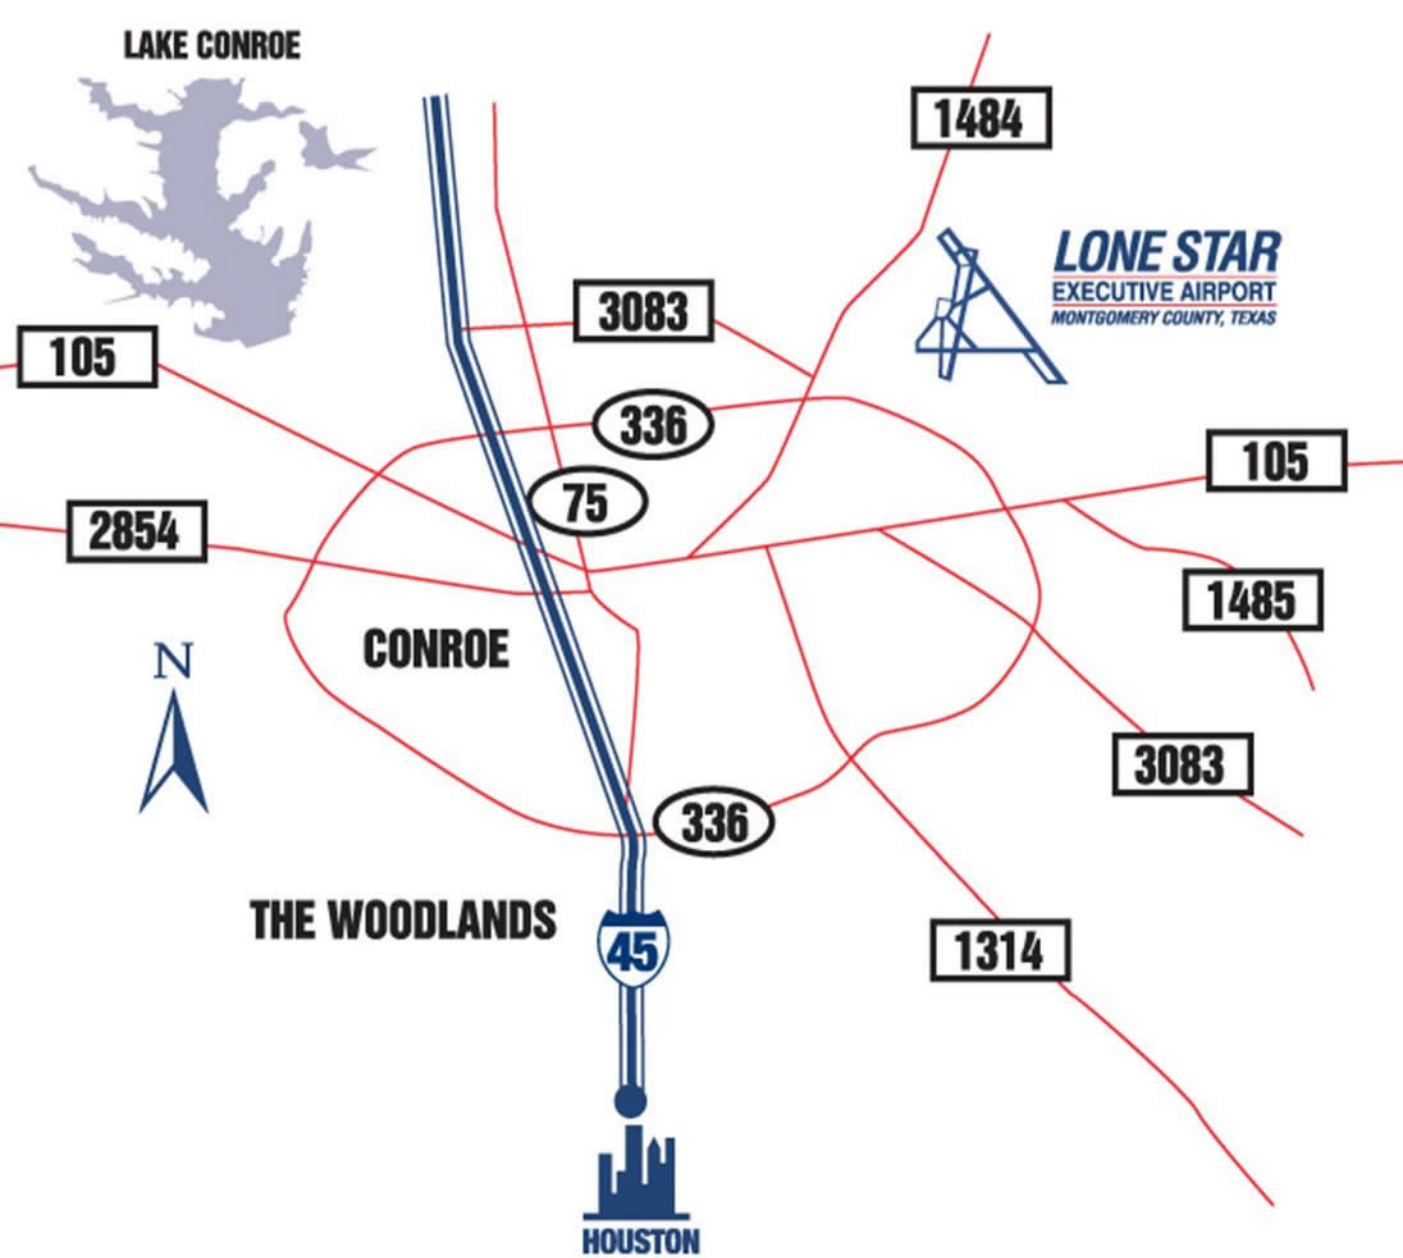 LAKE CONROE
1484
LONE STAR
EXECUTIVE AIRPORT
MONTGOMERY COUNTY, TEXAS
3083
105
336
105
75
2854
1485
CONROE
N
3083
336
THE WOODLANDS
45
1314
HOUSTON